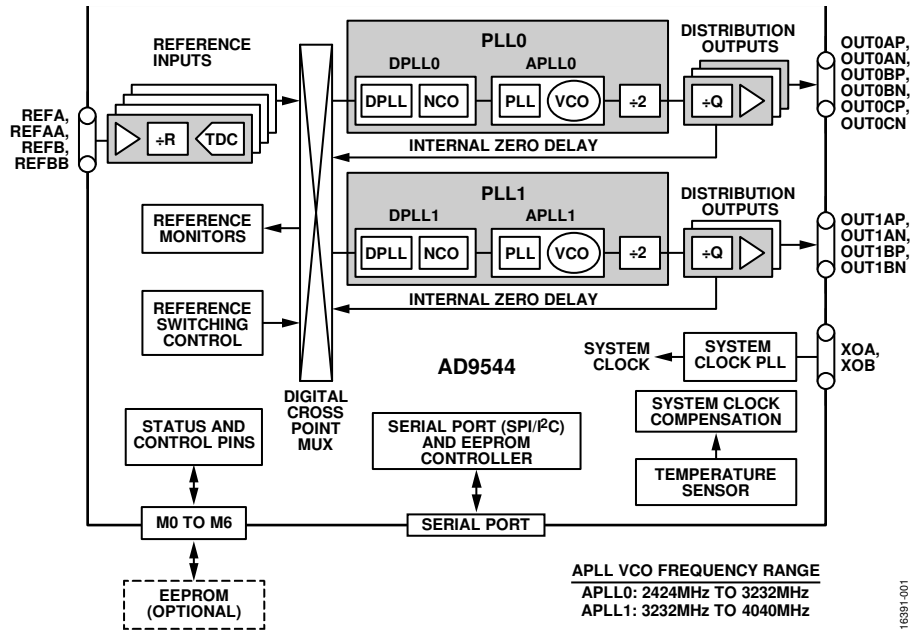 REFERENCE
INPUTS
REFA,
REFAA,
REFB,
REFBB
÷R
TDC
PLL0
DPLL0
APLL0
DPLL
NCO
PLL
VCO
÷2
DISTRIBUTION
OUTPUTS
÷Q
OUT0AP,
OUT0AN,
OUT0BP,
OUT0BN,
OUT0CP,
OUT0CN
INTERNAL ZERO DELAY
REFERENCE
MONITORS
PLL1
DPLL1
APLL1
DPLL
NCO
PLL
VCO
÷2
DISTRIBUTION
OUTPUTS
÷Q
OUT1AP,
OUT1AN,
OUT1BP,
OUT1BN
INTERNAL ZERO DELAY
REFERENCE
SWITCHING
CONTROL
DIGITAL
CROSS
POINT
MUX
AD9544
SYSTEM
CLOCK
SYSTEM
CLOCK PLL
XOA,
XOB
SYSTEM CLOCK
COMPENSATION
TEMPERATURE
SENSOR
STATUS AND
CONTROL PINS
SERIAL PORT (SPI/I²C)
AND EEPROM
CONTROLLER
M0 TO M6
SERIAL PORT
EEPROM
(OPTIONAL)
APLL VCO FREQUENCY RANGE
APLL0: 2424MHz TO 3232MHz
APLL1: 3232MHz TO 4040MHz
16391-001